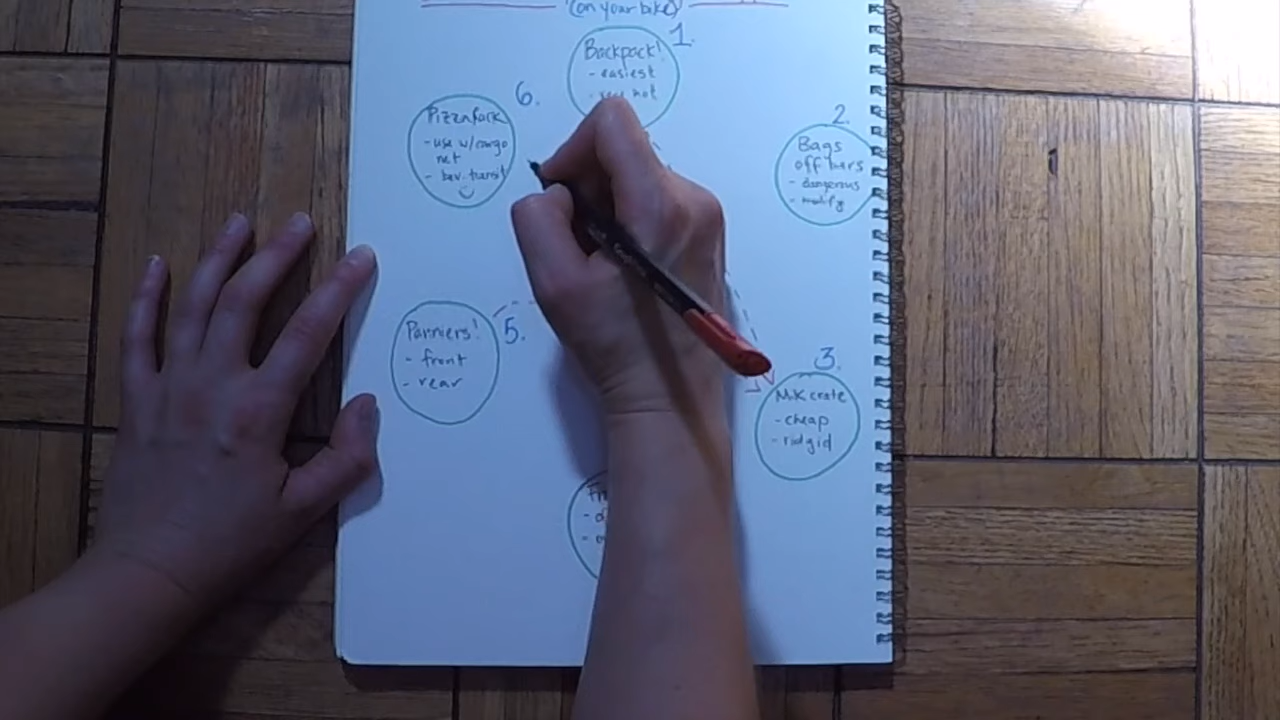 (on your bike)
1.
Backpack!
- easiest
not
2.
Bags
off bars
- dangerous
- modify
3.
Milk crate
- cheap
- ridgid
5.
Panniers!
- front
- rear
6.
Pizza Rack
- use w/cargo
net
- bev. transit